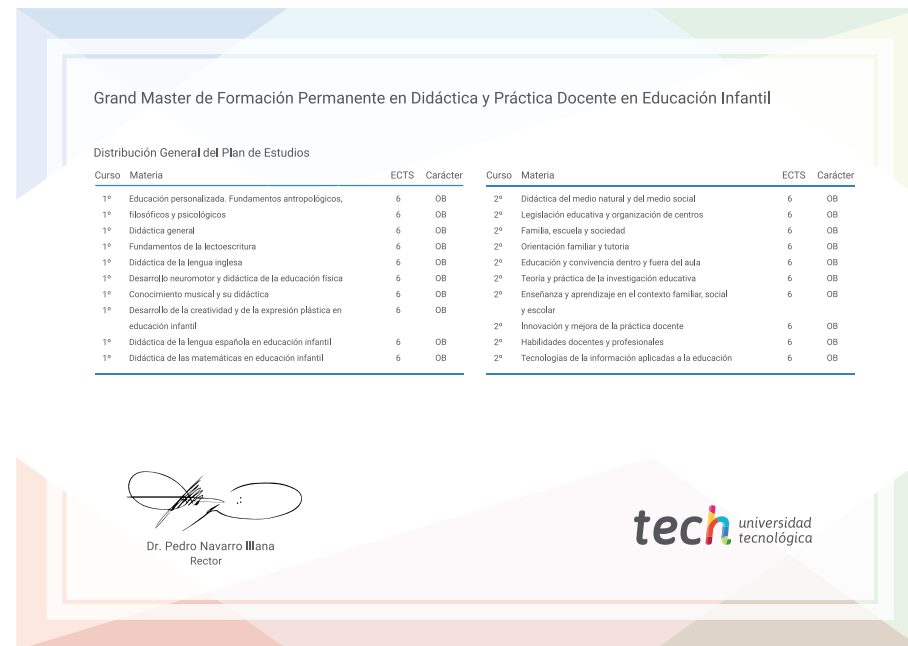 Grand Master de Formación Permanente en Didáctica y Práctica Docente en Educación Infantil
Distribución General del Plan de Estudios
Curso Materia ECTS Carácter
1º Educación personalizada. Fundamentos antropológicos, 6 OB
1º filosóficos y psicológicos 6 OB
1º Didáctica general 6 OB
1º Fundamentos de la lectoescritura 6 OB
1º Didáctica de la lengua inglesa 6 OB
1º Desarrollo neuromotor y didáctica de la educación física 6 OB
1º Conocimiento musical y su didáctica 6 OB
1º Desarrollo de la creatividad y de la expresión plástica en 6 OB
educación infantil
1º Didáctica de la lengua española en educación infantil 6 OB
1º Didáctica de las matemáticas en educación infantil 6 OB
Curso Materia ECTS Carácter
2º Didáctica del medio natural y del medio social 6 OB
2º Legislación educativa y organización de centros 6 OB
2º Familia, escuela y sociedad 6 OB
2º Orientación familiar y tutoria 6 OB
2º Educación y convivencia dentro y fuera del aula 6 OB
2º Teoría y práctica de la investigación educativa 6 OB
2º Enseñanza y aprendizaje en el contexto familiar, social 6 OB
y escolar
2º Innovación y mejora de la práctica docente 6 OB
2º Habilidades docentes y profesionales 6 OB
2º Tecnologías de la información aplicadas a la educación 6 OB
Dr. Pedro Navarro Illana
Rector
tech universidad
tecnológica